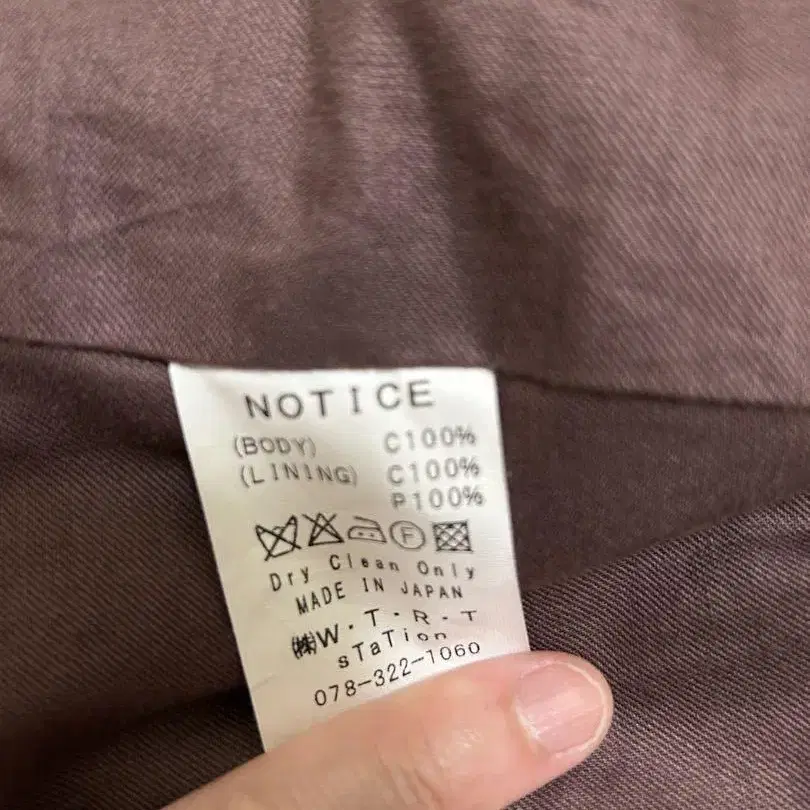 NOTICE
(BODY) C100%
(LINING) C100%
P100%
F
Dry Clean Only
MADE IN JAPAN
㈱W・T・R・T
sTaTion
078-322-1060